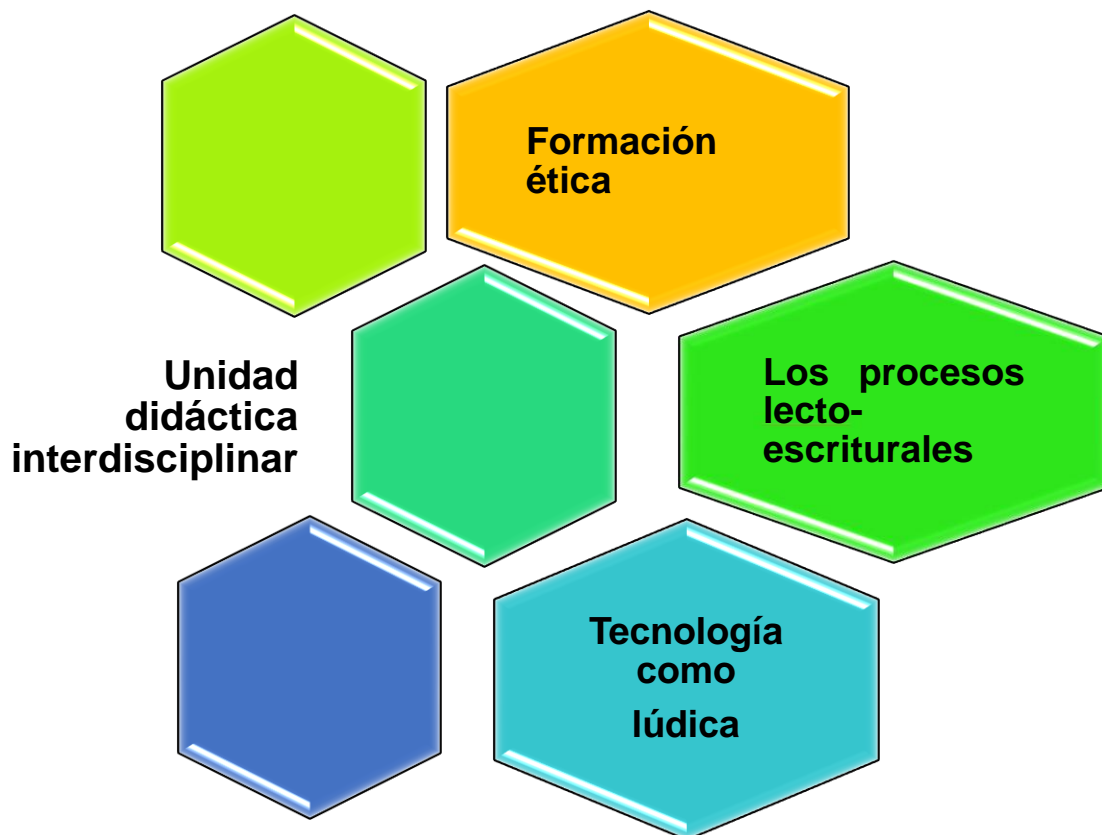 Formación
ética
Unidad
didáctica
interdisciplinar
Los procesos
lecto-
escriturales
Tecnología
como
lúdica